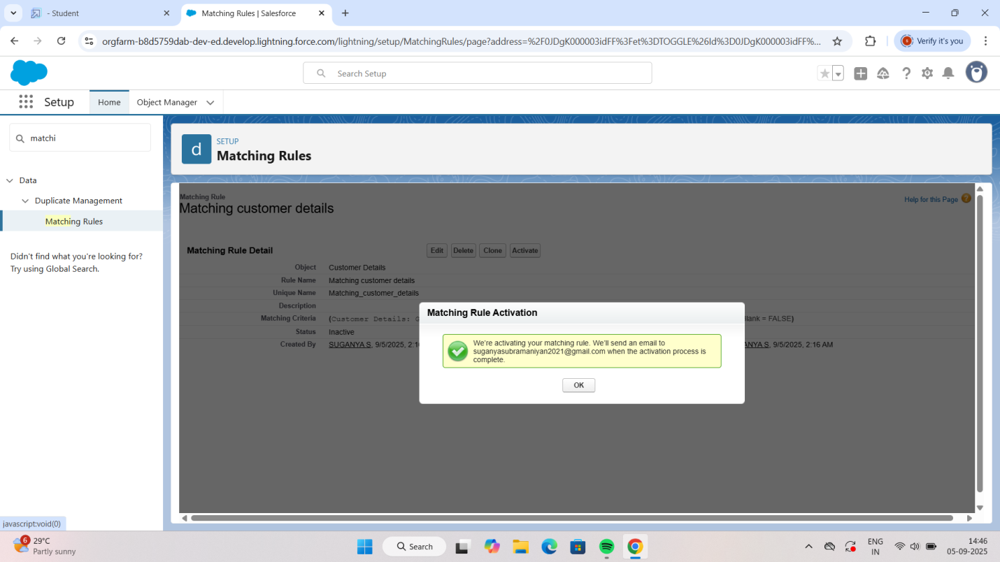 - Student
Matching Rules | Salesforce
orgfarm-b8d5759dab-dev-ed.develop.lightning.force.com/lightning/setup/MatchingRules/page?address=%2F0JDgK000003idFF%3Fet%3DTOGGLE%26Id%3D0JDgK000003idFF%...
Verify it's you
Search Setup
Setup
Home
Object Manager
matchi
SETUP
Matching Rules
d
Data
Duplicate Management
Matching Rules
Didn't find what you're looking for?
Try using Global Search.
Matching Rule
Matching customer details
Help for this Page
Matching Rule Detail
Edit Delete Clone Activate
Object Customer Details
Rule Name Matching customer details
Unique Name Matching_customer_details
Description
Matching Criteria (Customer Details: G lank = FALSE)
Status Inactive
Created By SUGANYA S, 9/5/2025, 2:1 NYA S, 9/5/2025, 2:16 AM
Matching Rule Activation
We're activating your matching rule. We'll send an email to
suganyasubramaniyan2021@gmail.com when the activation process is
complete.
OK
javascript:void(0)
6
29°C
Partly sunny
Search
ENG
IN
14:46
05-09-2025